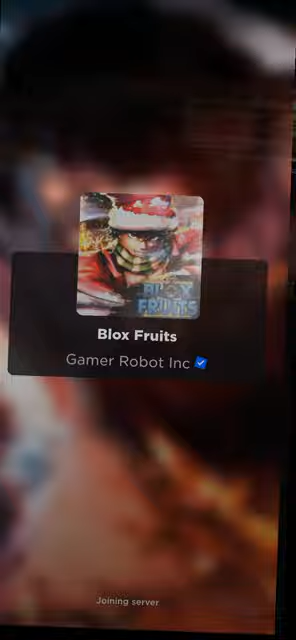 BLOX
FRUITS
Blox Fruits
Gamer Robot Inc
Joining server